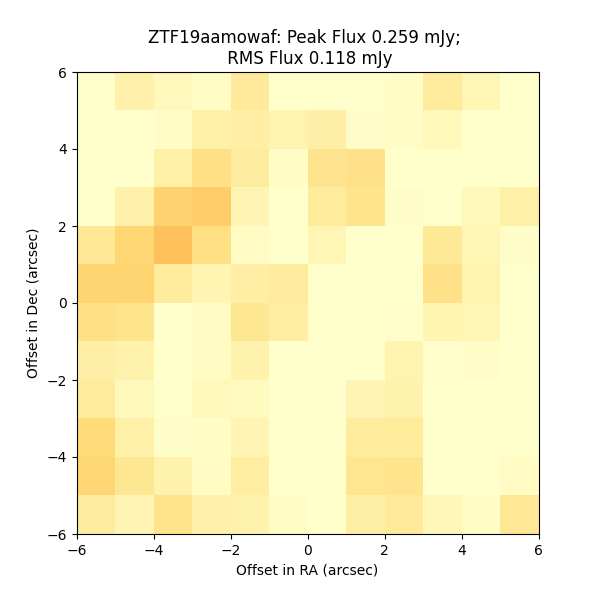 ZTF19aamowaf: Peak Flux 0.259 mJy;
RMS Flux 0.118 mJy
6
4
2
0
−2
−4
−6
Offset in Dec (arcsec)
−6 −4 −2 0 2 4 6
Offset in RA (arcsec)